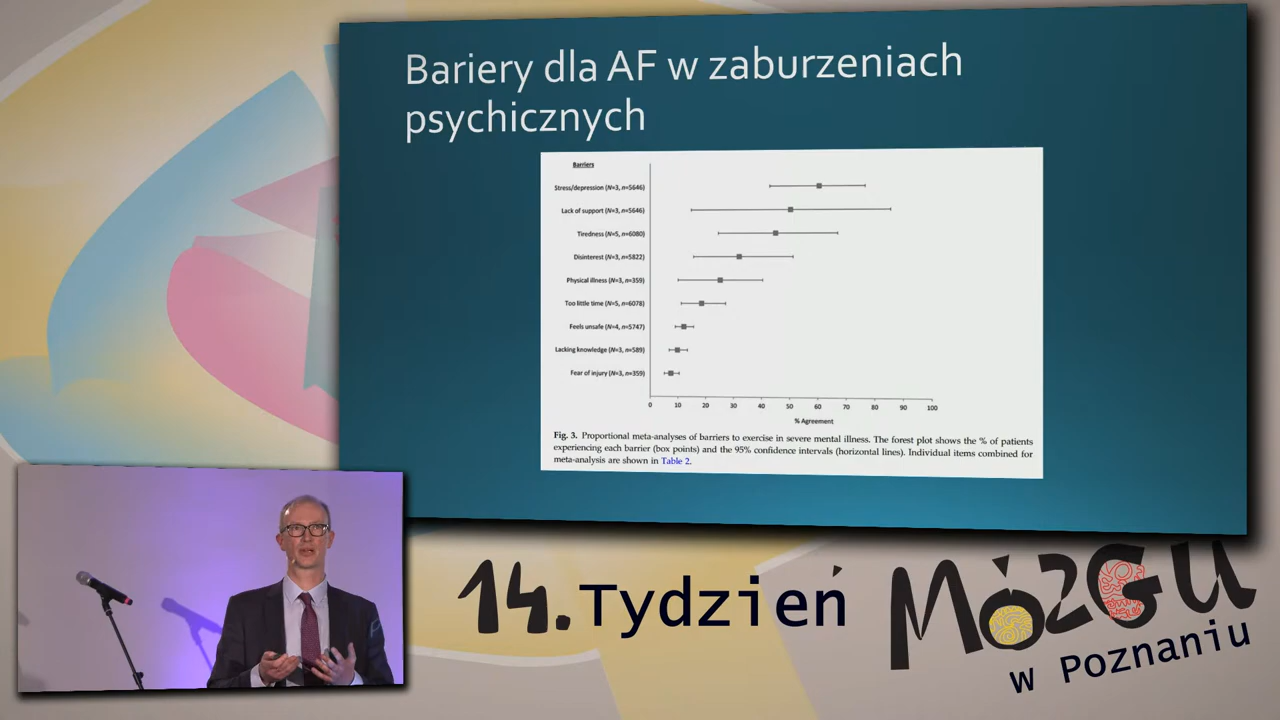 Bariery dla AF w zaburzeniach
psychicznych
Barriers
Stress/depression (N=3, n=5646)
Lack of support (N=3, n=5646)
Tiredness (N=5, n=6080)
Disinterest (N=3, n=5822)
Physical illness (N=3, n=359)
Too little time (N=5, n=6078)
Feels unsafe (N=4, n=5747)
Lacking knowledge (N=3, n=589)
Fear of injury (N=3, n=359)
0 10 20 30 40 50 60 70 80 90 100
% Agreement
Fig. 3. Proportional meta-analyses of barriers to exercise in severe mental illness. The forest plot shows the % of patients
experiencing each barrier (box points) and the 95% confidence intervals (horizontal lines). Individual items combined for
meta-analysis are shown in Table 2.
14. Tydzień
MÓZGU
w Poznaniu